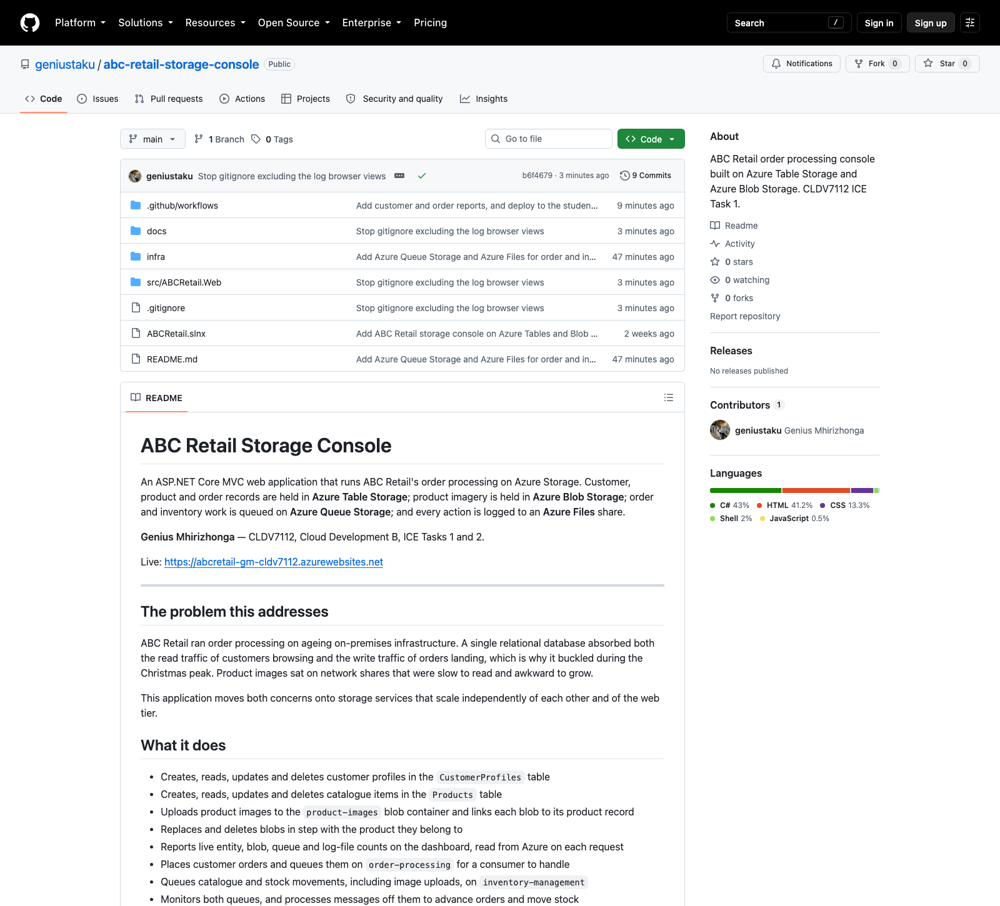 Platform Solutions Resources Open Source Enterprise Pricing Search / Sign in Sign up
geniustaku / abc-retail-storage-console Public Notifications Fork 0 Star 0
Code Issues Pull requests Actions Projects Security and quality Insights
main 1 Branch 0 Tags Go to file Code
geniustaku Stop gitignore excluding the log browser views b6f4679 · 3 minutes ago 9 Commits
.github/workflows Add customer and order reports, and deploy to the studen... 9 minutes ago
docs Stop gitignore excluding the log browser views 3 minutes ago
infra Add Azure Queue Storage and Azure Files for order and in... 47 minutes ago
src/ABCRetail.Web Stop gitignore excluding the log browser views 3 minutes ago
.gitignore Stop gitignore excluding the log browser views 3 minutes ago
ABCRetail.slnx Add ABC Retail storage console on Azure Tables and Blob ... 2 weeks ago
README.md Add Azure Queue Storage and Azure Files for order and in... 47 minutes ago
README
ABC Retail Storage Console
An ASP.NET Core MVC web application that runs ABC Retail's order processing on Azure Storage. Customer,
product and order records are held in Azure Table Storage; product imagery is held in Azure Blob Storage; order
and inventory work is queued on Azure Queue Storage; and every action is logged to an Azure Files share.
Genius Mhirizhonga — CLDV7112, Cloud Development B, ICE Tasks 1 and 2.
Live: https://abcretail-gm-cldv7112.azurewebsites.net
The problem this addresses
ABC Retail ran order processing on ageing on-premises infrastructure. A single relational database absorbed both
the read traffic of customers browsing and the write traffic of orders landing, which is why it buckled during the
Christmas peak. Product images sat on network shares that were slow to read and awkward to grow.
This application moves both concerns onto storage services that scale independently of each other and of the web
tier.
What it does
• Creates, reads, updates and deletes customer profiles in the CustomerProfiles table
• Creates, reads, updates and deletes catalogue items in the Products table
• Uploads product images to the product-images blob container and links each blob to its product record
• Replaces and deletes blobs in step with the product they belong to
• Reports live entity, blob, queue and log-file counts on the dashboard, read from Azure on each request
• Places customer orders and queues them on order-processing for a consumer to handle
• Queues catalogue and stock movements, including image uploads, on inventory-management
• Monitors both queues, and processes messages off them to advance orders and move stock
About
ABC Retail order processing console
built on Azure Table Storage and
Azure Blob Storage. CLDV7112 ICE
Task 1.
Readme
Activity
0 stars
0 watching
0 forks
Report repository
Releases
No releases published
Contributors 1
geniustaku Genius Mhirizhonga
Languages
C# 43% HTML 41.2% CSS 13.3%
Shell 2% JavaScript 0.5%